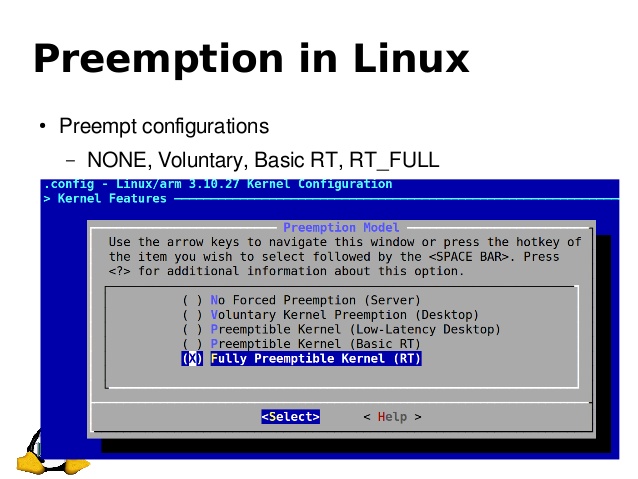 Preemption in Linux
• Preempt configurations
– NONE, Voluntary, Basic RT, RT_FULL
.config - Linux/arm 3.10.27 Kernel Configuration
> Kernel Features
Preemption Model
Use the arrow keys to navigate this window or press the hotkey of
the item you wish to select followed by the <SPACE BAR>. Press
<?> for additional information about this option.
( ) No Forced Preemption (Server)
( ) Voluntary Kernel Preemption (Desktop)
( ) Preemptible Kernel (Low-Latency Desktop)
( ) Preemptible Kernel (Basic RT)
(X) Fully Preemptible Kernel (RT)
<Select> < Help >